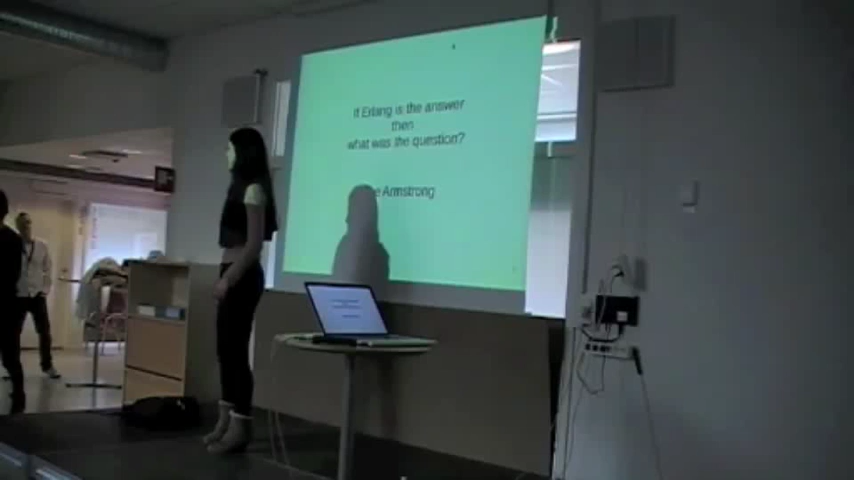 If Erlang is the answer
then
what was the question?
Armstrong